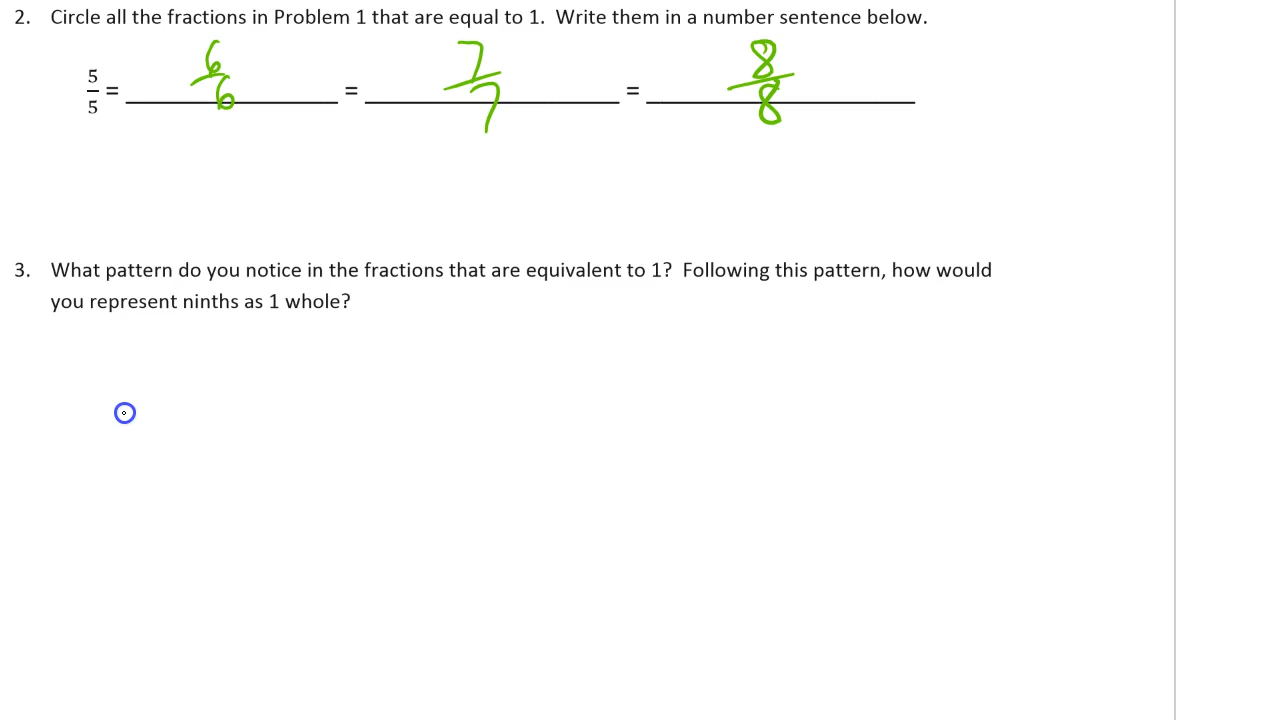 2. Circle all the fractions in Problem 1 that are equal to 1. Write them in a number sentence below.
5/5 = 6/6 = 7/7 = 8/8
3. What pattern do you notice in the fractions that are equivalent to 1? Following this pattern, how would
you represent ninths as 1 whole?